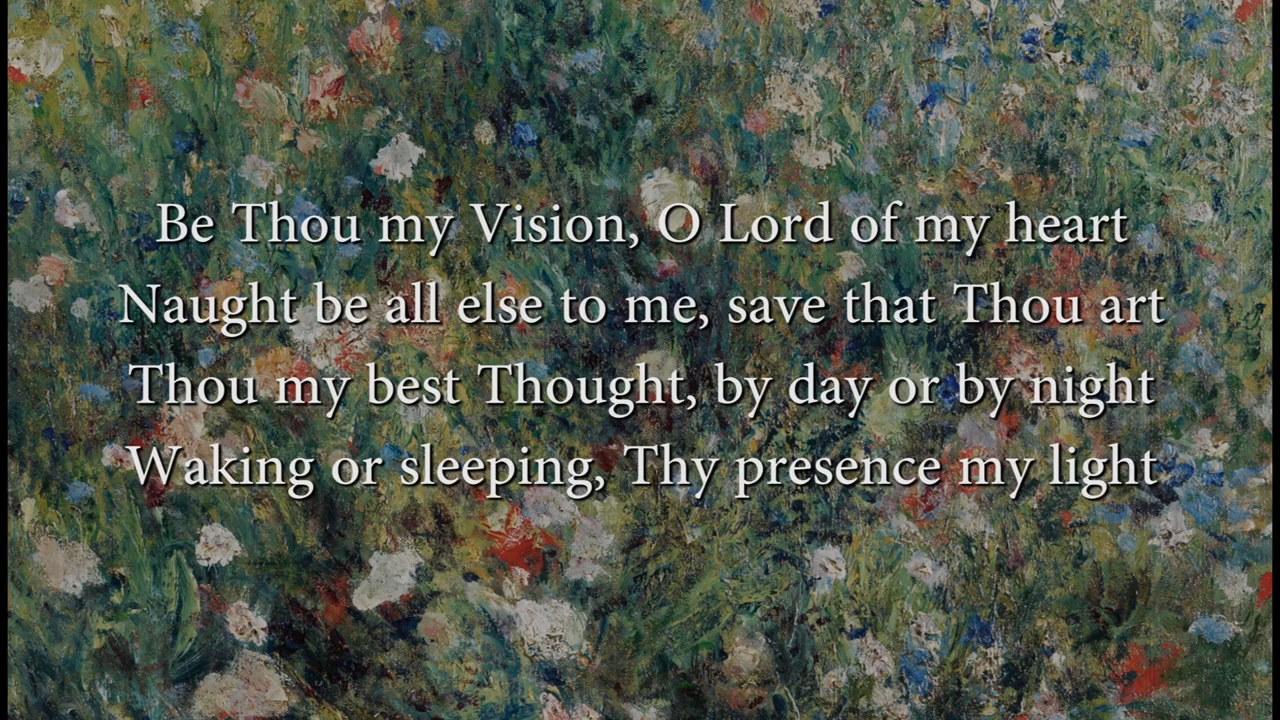 Be Thou my Vision, O Lord of my heart
Naught be all else to me, save that Thou art
Thou my best Thought, by day or by night
Waking or sleeping, Thy presence my light